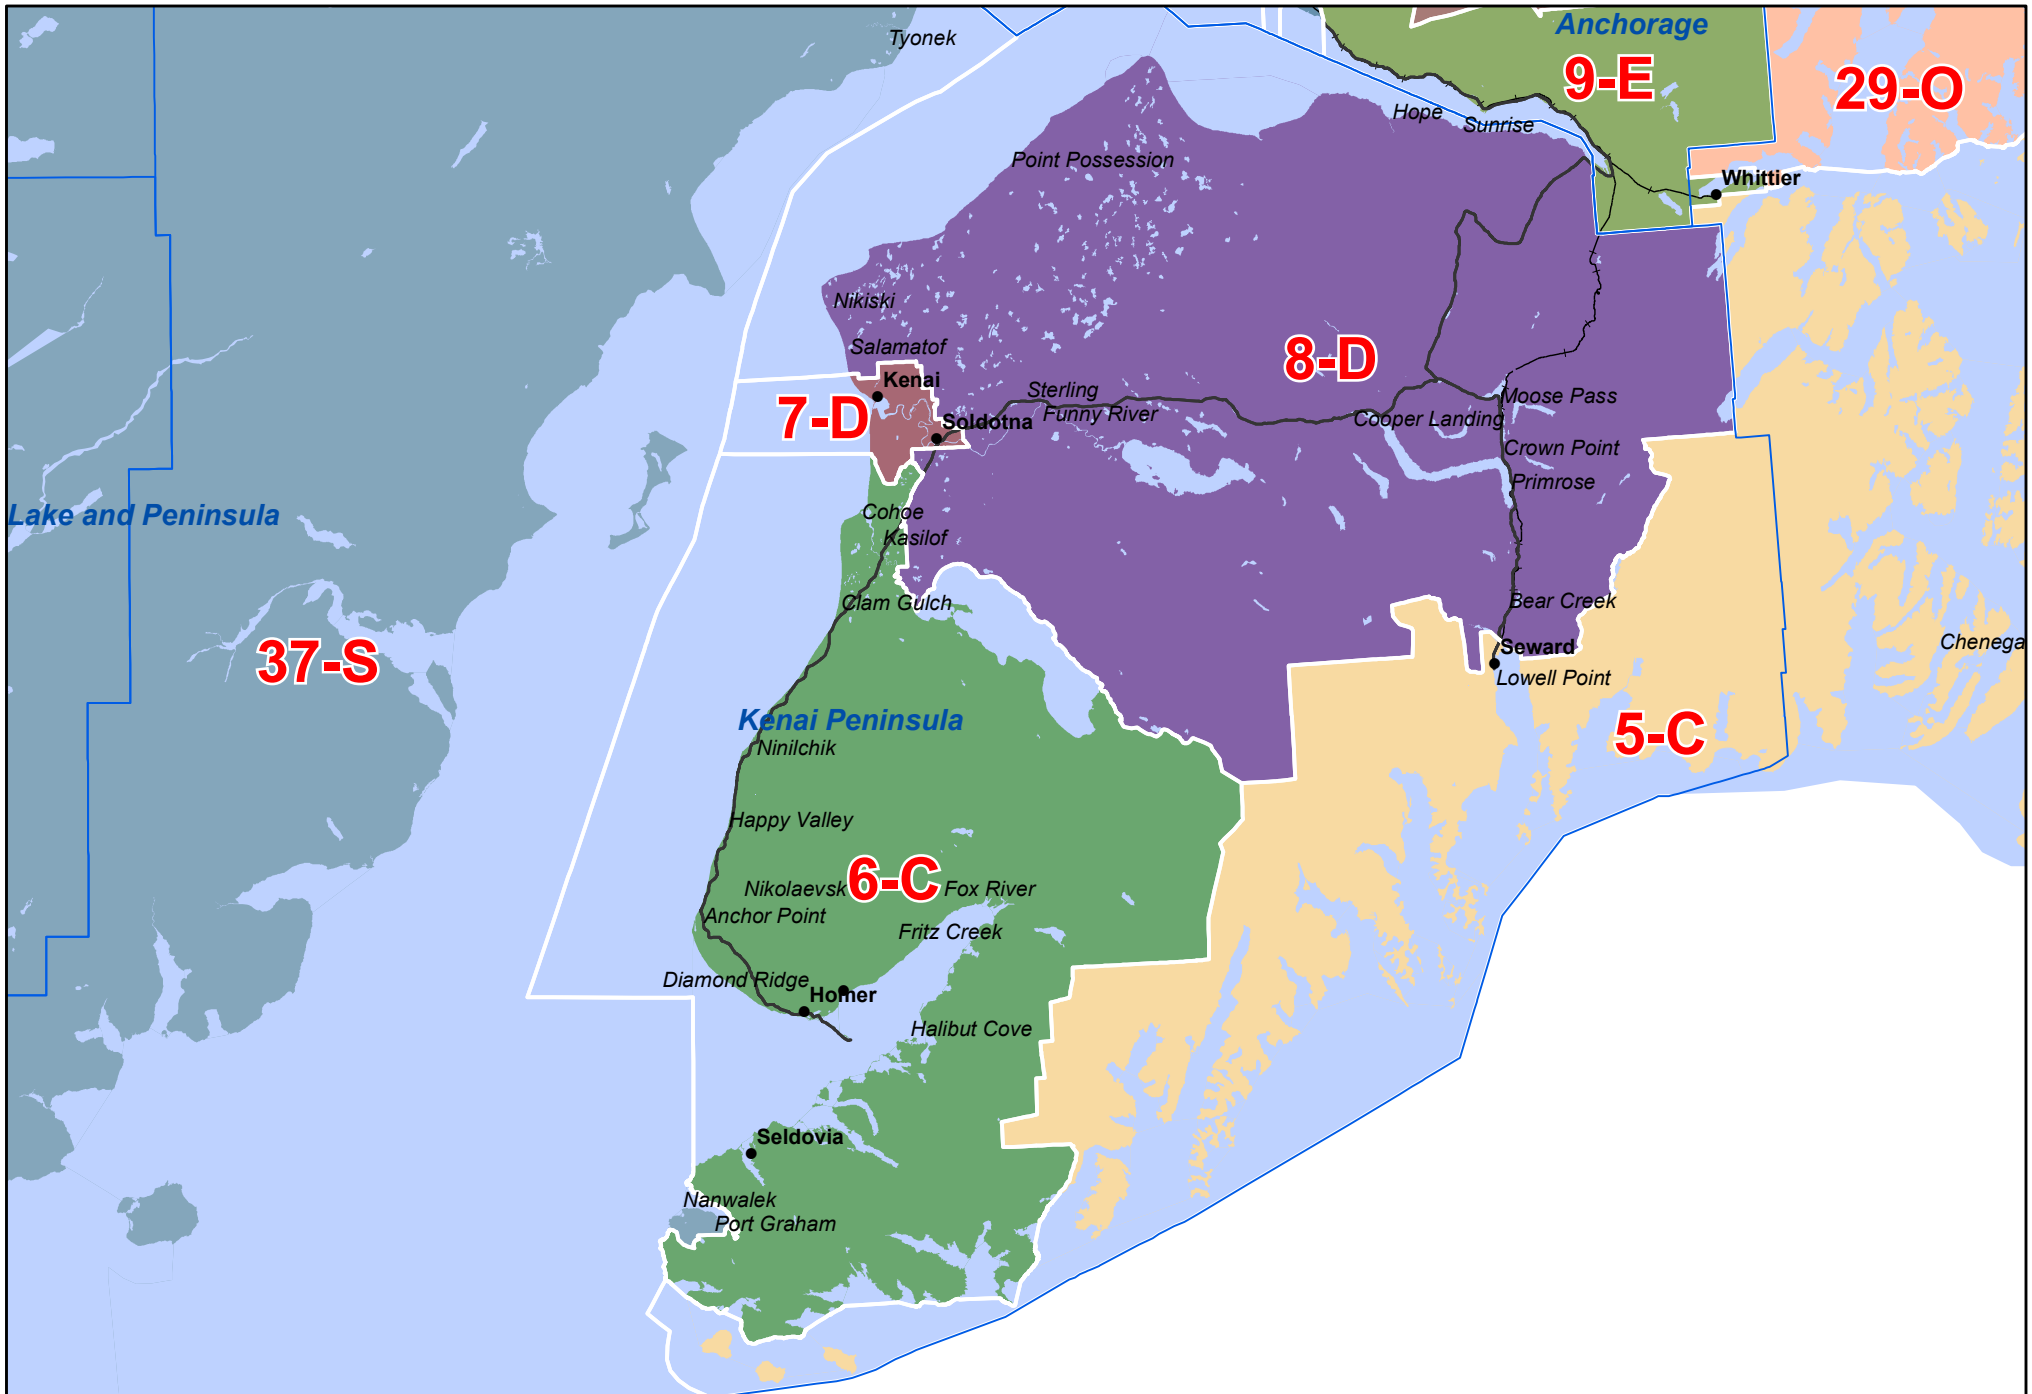 Anchorage
Tyonek
9-E
29-O
Hope
Sunrise
Point Possession
Whittier
Nikiski
Salamatof
8-D
Kenai
Sterling
Moose Pass
7-D
Funny River
Cooper Landing
Soldotna
Crown Point
Primrose
Lake and Peninsula
Cohoe
Kasilof
Clam Gulch
Bear Creek
Chenega
37-S
Seward
Lowell Point
Kenai Peninsula
5-C
Ninilchik
Happy Valley
Nikolaevsk
6-C
Fox River
Anchor Point
Fritz Creek
Diamond Ridge
Homer
Halibut Cove
Seldovia
Nanwalek
Port Graham